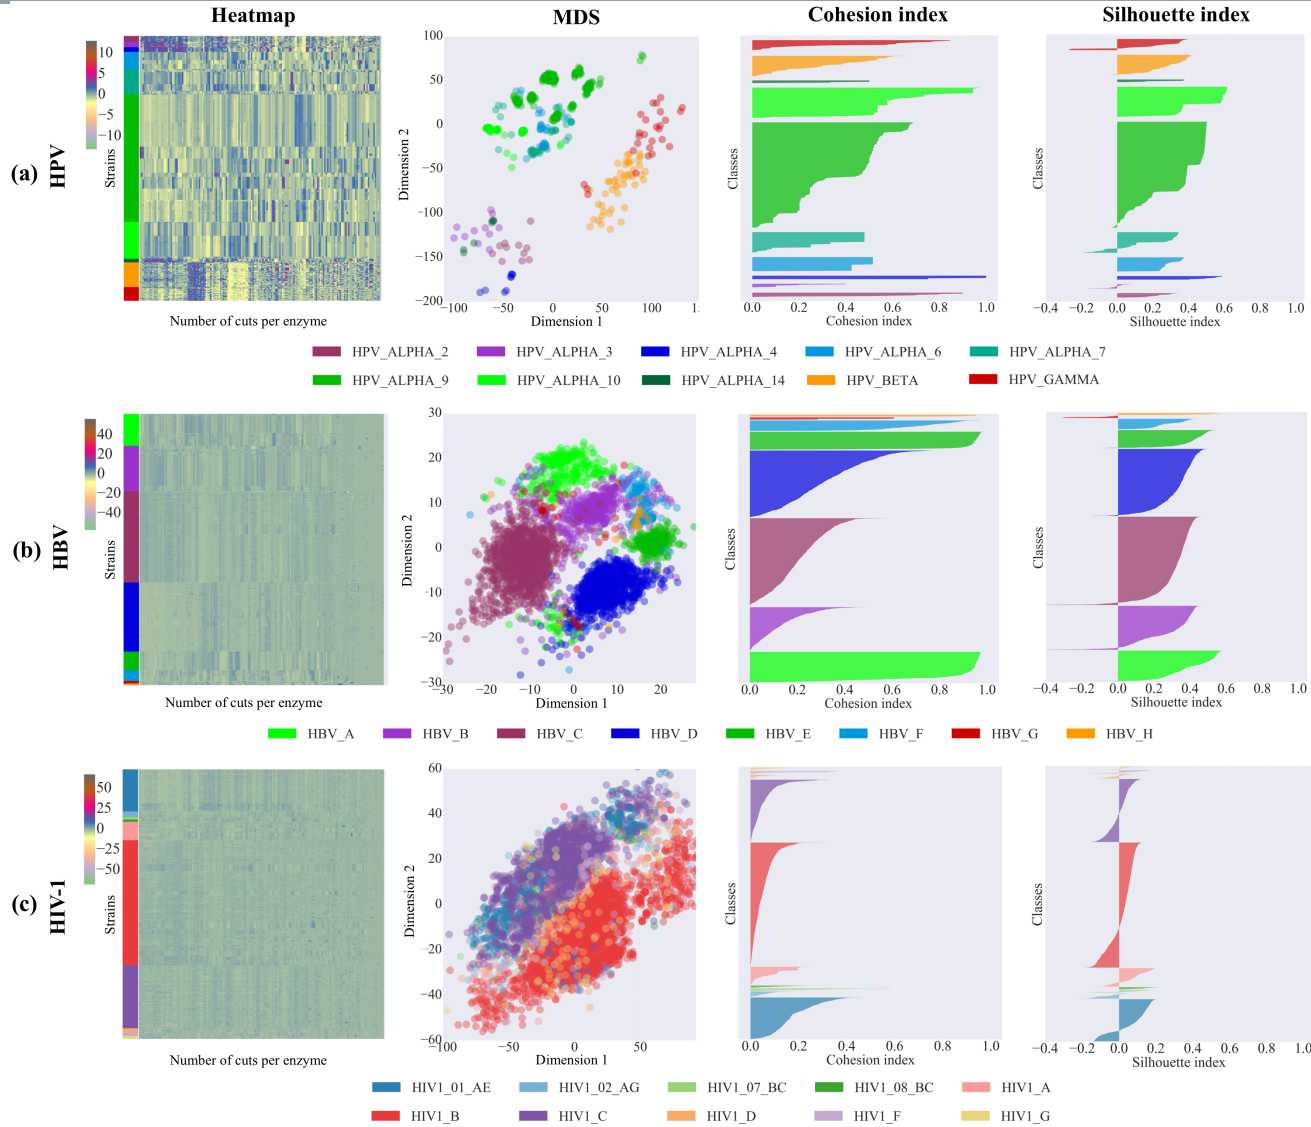 Heatmap
MDS
Cohesion index
Silhouette index
(a)
HPV
10
5
0
−5
−10
Strains
Number of cuts per enzyme
100
50
0
−50
−100
−150
−200
Dimension 2
−100 −50 0 50 100 1.
Dimension 1
Classes
0.0 0.2 0.4 0.6 0.8 1.0
Cohesion index
Classes
−0.4 −0.2 0.0 0.2 0.4 0.6 0.8 1.0
Silhouette index
HPV_ALPHA_2 HPV_ALPHA_3 HPV_ALPHA_4 HPV_ALPHA_6 HPV_ALPHA_7
HPV_ALPHA_9 HPV_ALPHA_10 HPV_ALPHA_14 HPV_BETA HPV_GAMMA
(b)
HBV
40
20
0
−20
−40
Strains
Number of cuts per enzyme
30
20
10
0
-10
−20
−30
Dimension 2
−30 −20 −10 0 10 20
Dimension 1
Classes
0.0 0.2 0.4 0.6 0.8 1.0
Cohesion index
Classes
−0.4 −0.2 0.0 0.2 0.4 0.6 0.8 1.0
Silhouette index
HBV_A HBV_B HBV_C HBV_D HBV_E HBV_F HBV_G HBV_H
(c)
HIV-1
50
25
0
−25
−50
Strains
Number of cuts per enzyme
60
40
20
0
-20
−40
−60
Dimension 2
−100 −50 0 50
Dimension 1
Classes
0.0 0.2 0.4 0.6 0.8 1.0
Cohesion index
Classes
−0.4 −0.2 0.0 0.2 0.4 0.6 0.8 1.0
Silhouette index
HIV1_01_AE HIV1_02_AG HIV1_07_BC HIV1_08_BC HIV1_A
HIV1_B HIV1_C HIV1_D HIV1_F HIV1_G